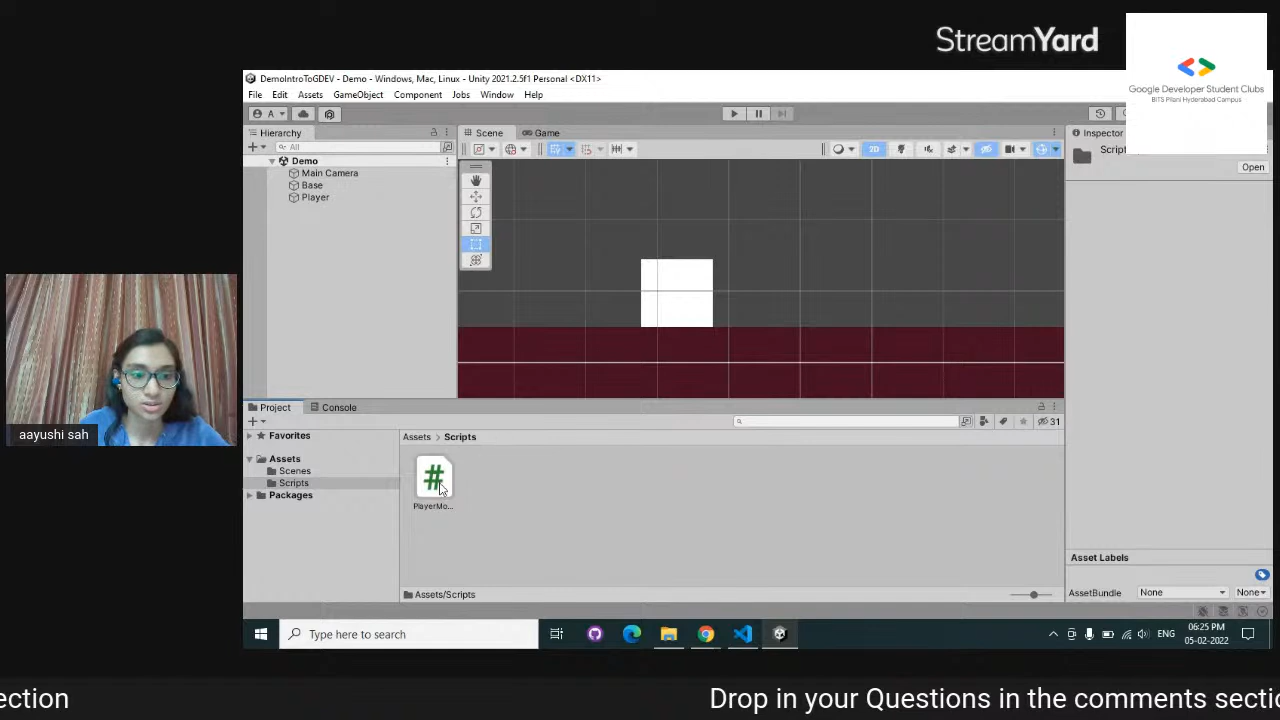 StreamYard
Google Developer Student Clubs
BITS Pilani Hyderabad Campus
DemoIntroToGDEV - Demo - Windows, Mac, Linux - Unity 2021.2.5f1 Personal <DX11>
File Edit Assets GameObject Component Jobs Window Help
A
Hierarchy
Scene
Game
Inspector
All
2D
Demo
Main Camera
Base
Player
Script
Open
Project
Console
31
Favorites
Assets > Scripts
Assets
Scenes
Scripts
Packages
#
PlayerMo...
Asset Labels
AssetBundle None None
Assets/Scripts
aayushi sah
Type here to search
ENG
06:25 PM
05-02-2022
ection
Drop in your Questions in the comments sectio